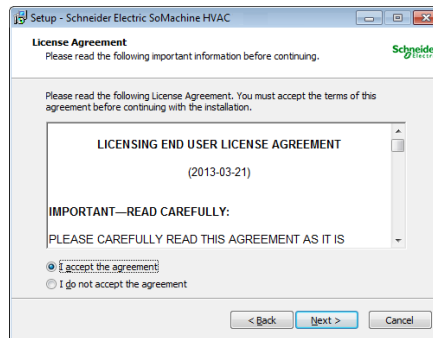 Setup - Schneider Electric SoMachine HVAC
License Agreement
Please read the following important information before continuing.
Schneide
Electric
Please read the following License Agreement. You must accept the terms of this
agreement before continuing with the installation.
LICENSING END USER LICENSE AGREEMENT
(2013-03-21)
IMPORTANT—READ CAREFULLY:
PLEASE CAREFULLY READ THIS AGREEMENT AS IT IS
I accept the agreement
I do not accept the agreement
< Back
Next >
Cancel